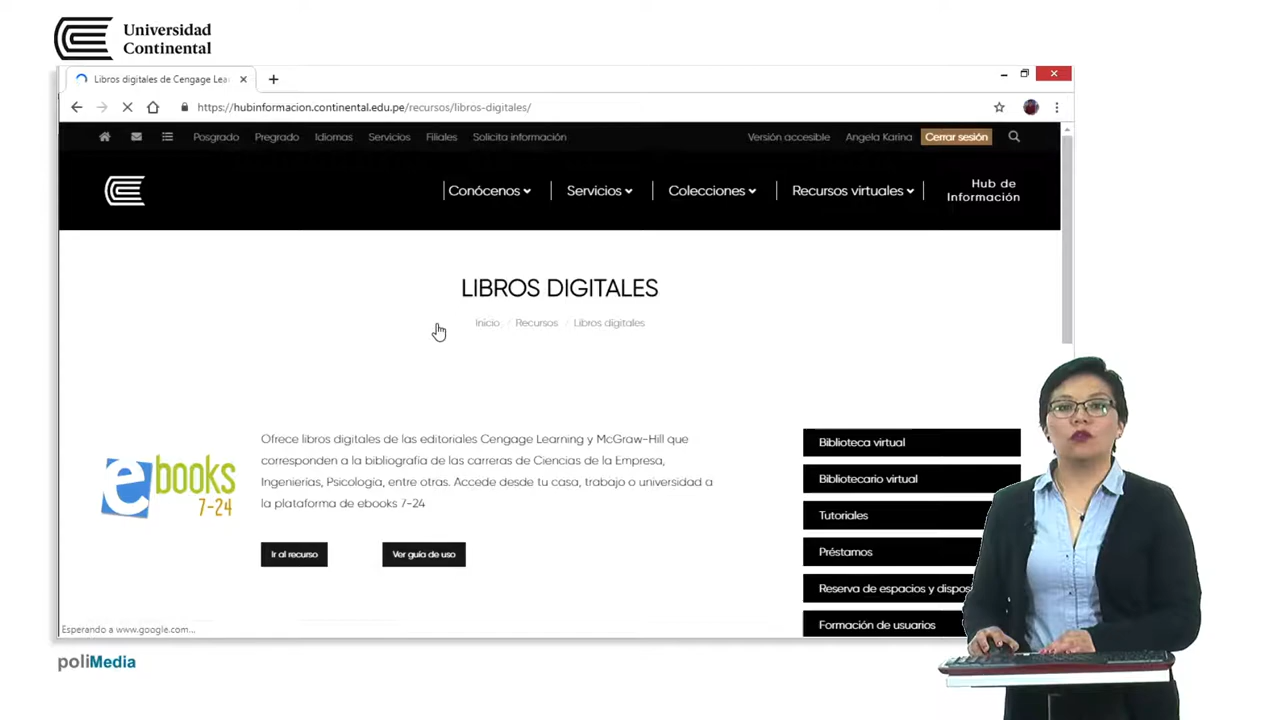 Universidad
Continental
Libros digitales de Cengage Lea
https://hubinformacion.continental.edu.pe/recursos/libros-digitales/
Posgrado Pregrado Idiomas Servicios Filiales Solicita información Versión accesible Angela Karina Cerrar sesión
Conócenos Servicios Colecciones Recursos virtuales
Hub de
Información
LIBROS DIGITALES
Inicio / Recursos / Libros digitales
ebooks
7-24
Ofrece libros digitales de las editoriales Cengage Learning y McGraw-Hill que
corresponden a la bibliografía de las carreras de Ciencias de la Empresa,
Ingenierías, Psicología, entre otras. Accede desde tu casa, trabajo o universidad a
la plataforma de ebooks 7-24
Ir al recurso Ver guía de uso
Biblioteca virtual
Bibliotecario virtual
Tutoriales
Préstamos
Reserva de espacios y dispos
Formación de usuarios
Esperando a www.google.com...
poliMedia